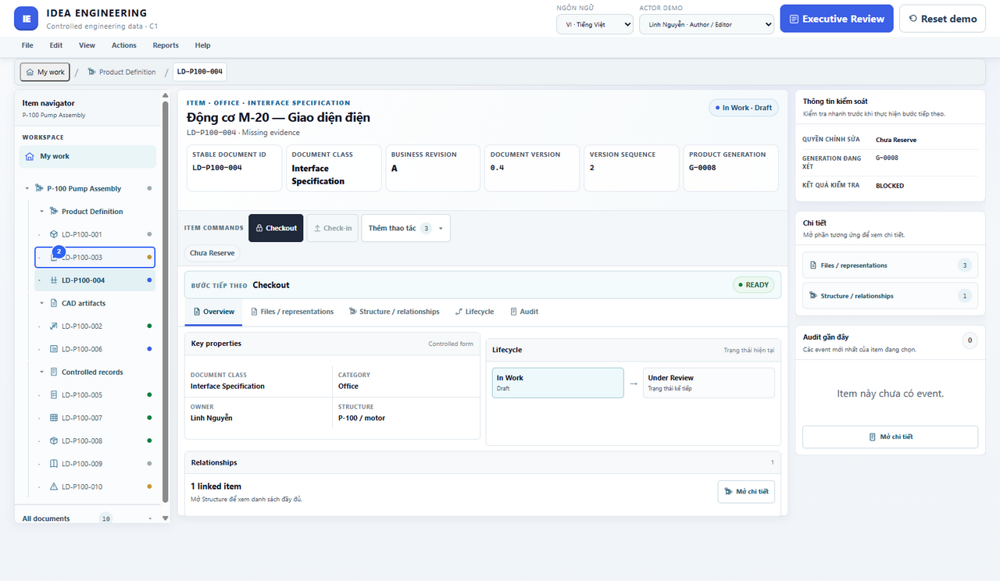 IE
IDEA ENGINEERING
Controlled engineering data · C1
NGÔN NGỮ
VI · Tiếng Việt
ACTOR DEMO
Linh Nguyễn · Author / Editor
Executive Review
Reset demo
File
Edit
View
Actions
Reports
Help
My work
/
Product Definition
/
LD-P100-004
Item navigator
P-100 Pump Assembly
WORKSPACE
My work
P-100 Pump Assembly
Product Definition
LD-P100-001
2
LD-P100-003
LD-P100-004
CAD artifacts
LD-P100-002
LD-P100-006
Controlled records
LD-P100-005
LD-P100-007
LD-P100-008
LD-P100-009
LD-P100-010
All documents
10
ITEM · OFFICE · INTERFACE SPECIFICATION
Động cơ M-20 — Giao diện điện
LD-P100-004 · Missing evidence
In Work · Draft
STABLE DOCUMENT ID
LD-P100-004
DOCUMENT CLASS
Interface
Specification
BUSINESS REVISION
A
DOCUMENT VERSION
0.4
VERSION SEQUENCE
2
PRODUCT GENERATION
G-0008
ITEM COMMANDS
Checkout
Check-in
Thêm thao tác
3
Chưa Reserve
BƯỚC TIẾP THEO
Checkout
READY
Overview
Files / representations
Structure / relationships
Lifecycle
Audit
Key properties
Controlled form
DOCUMENT CLASS
Interface Specification
CATEGORY
Office
OWNER
Linh Nguyễn
STRUCTURE
P-100 / motor
Lifecycle
Trạng thái hiện tại
In Work
Draft
→
Under Review
Trạng thái kế tiếp
Relationships
1
1 linked item
Mở Structure để xem danh sách đầy đủ.
Mở chi tiết
Thông tin kiểm soát
Kiểm tra nhanh trước khi thực hiện bước tiếp theo.
QUYỀN CHỈNH SỬA
Chưa Reserve
GENERATION ĐANG
XÉT
G-0008
KẾT QUẢ KIỂM TRA
BLOCKED
Chi tiết
Mở phần tương ứng để xem chi tiết.
Files / representations
3
Structure / relationships
1
Audit gần đây
Các event mới nhất của item đang chọn.
0
Item này chưa có event.
Mở chi tiết